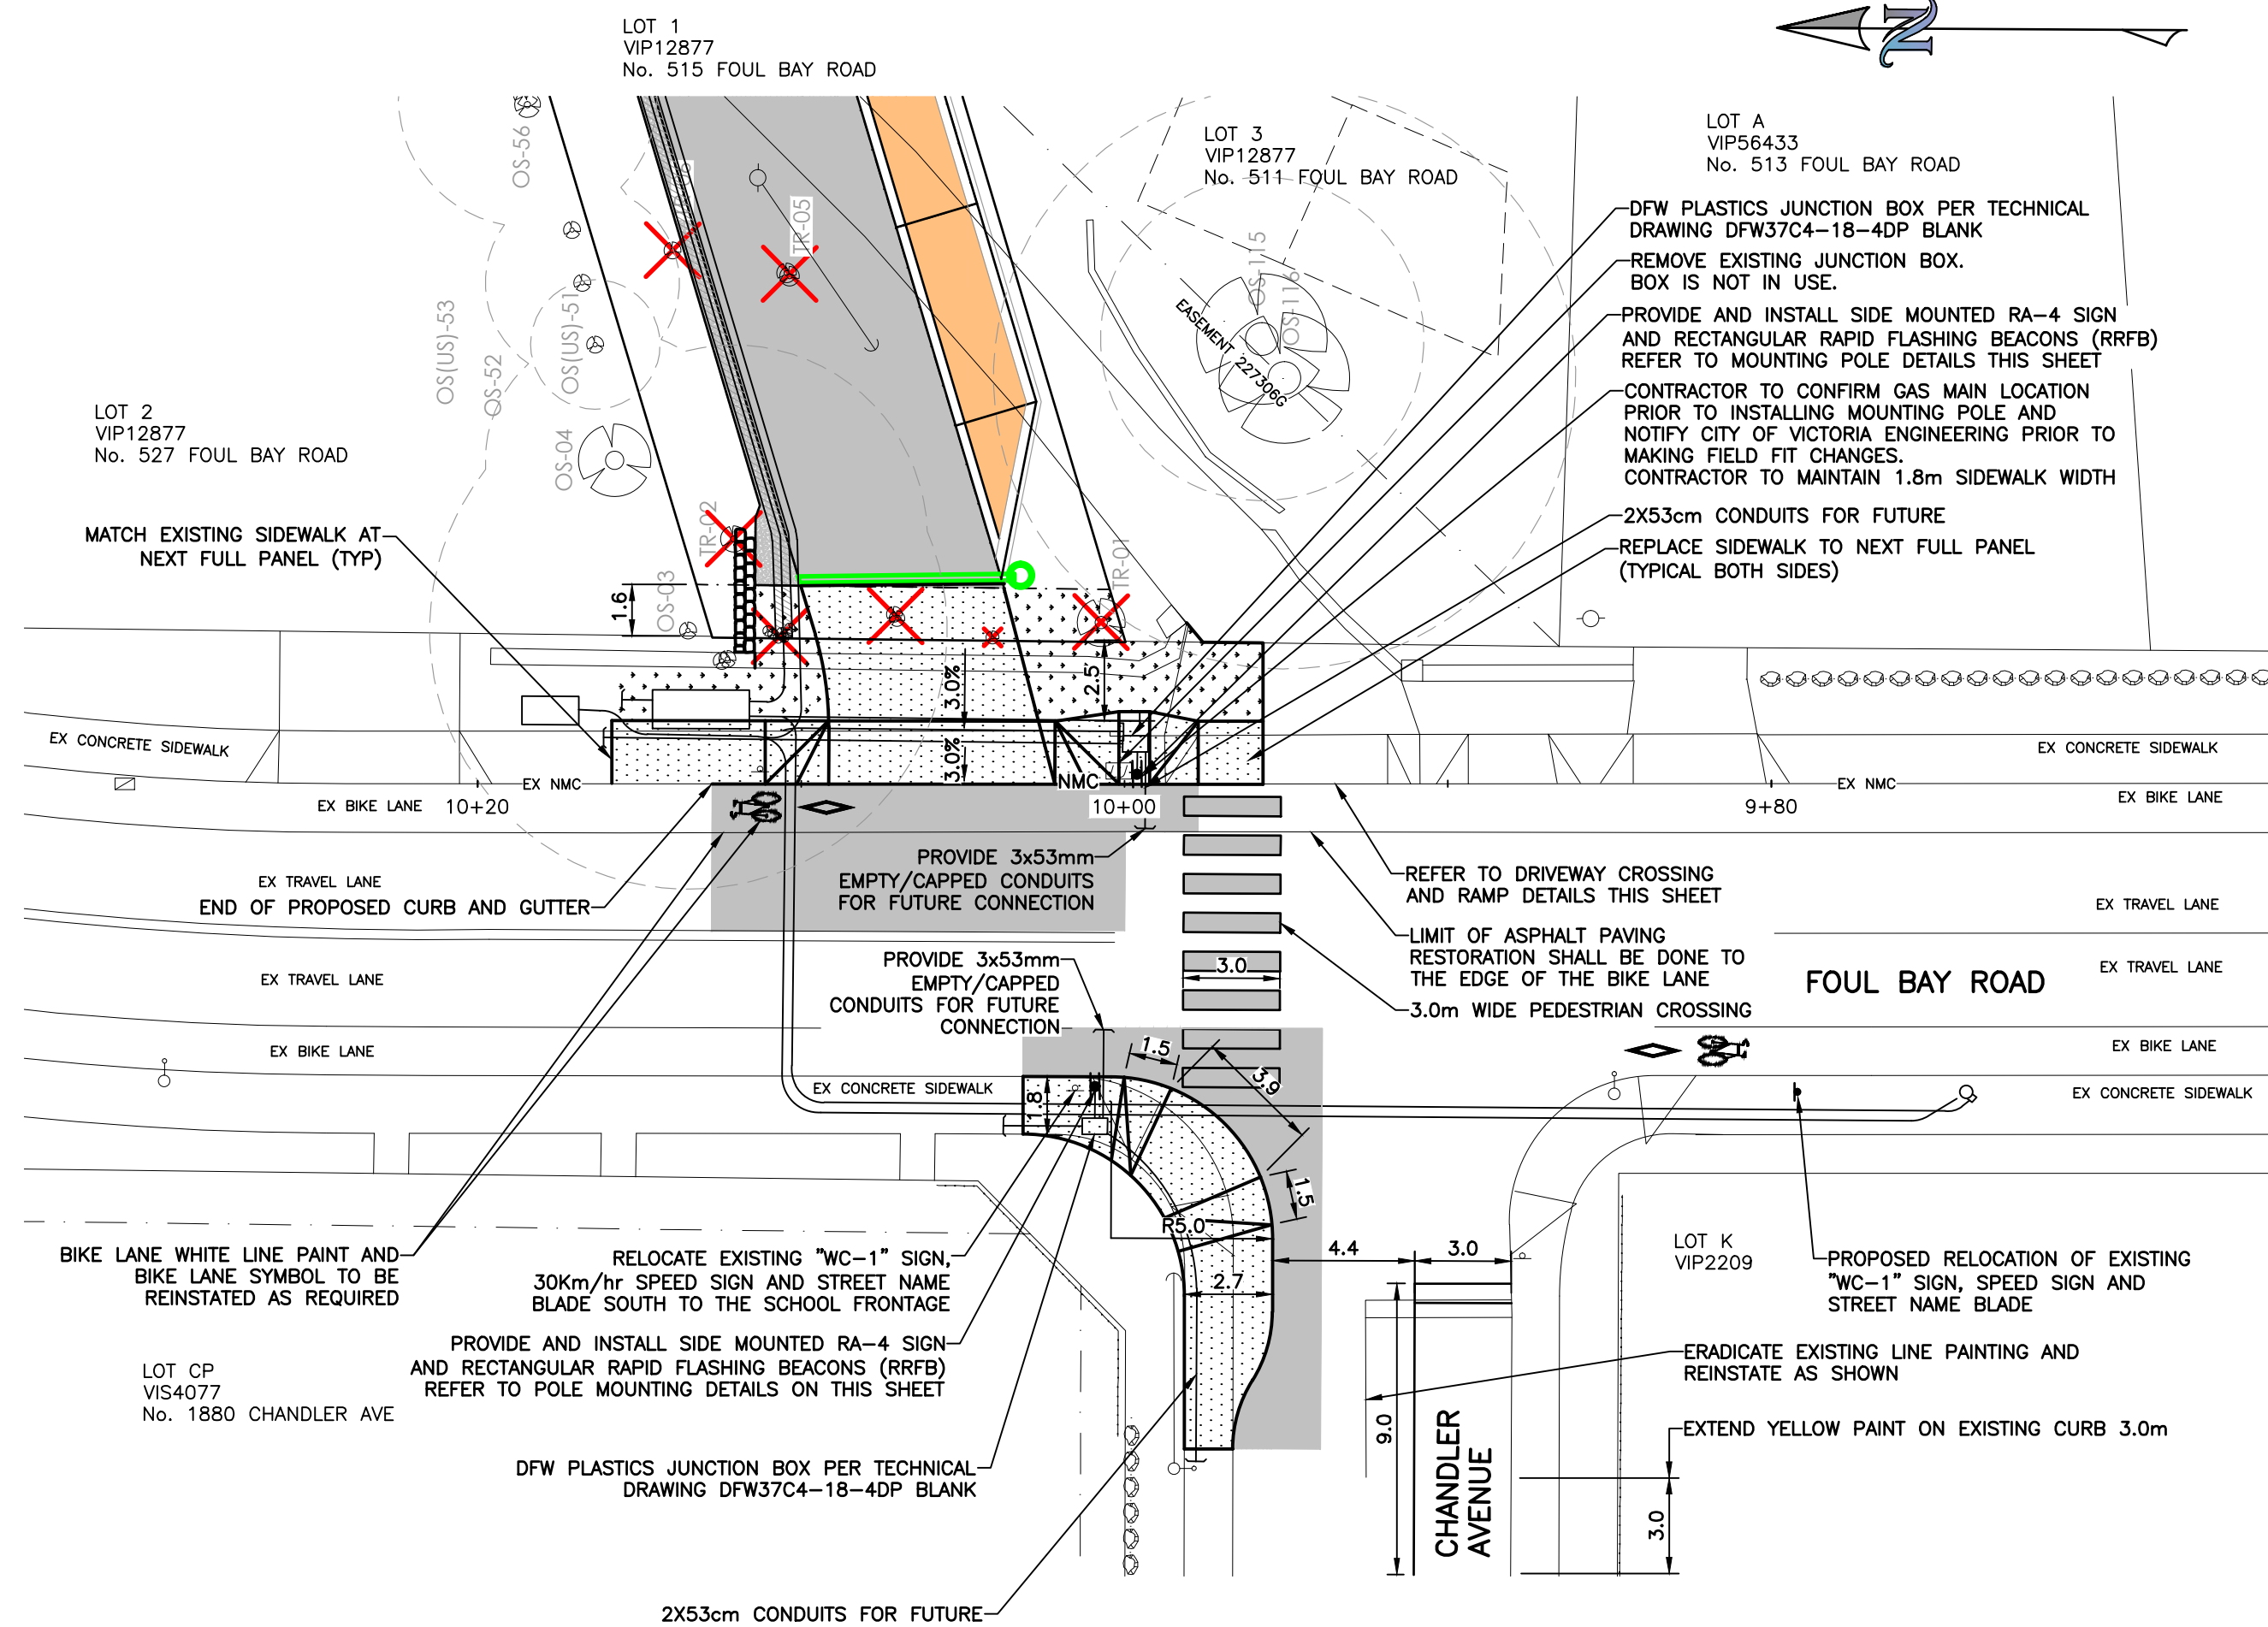 N
LOT 1
VIP12877
No. 515 FOUL BAY ROAD
LOT 3
VIP12877
No. 511 FOUL BAY ROAD
LOT A
VIP56433
No. 513 FOUL BAY ROAD
OS-56
TR-05
OS-115
OS-116
EASEMENT 227306G
OS(US)-53
OS-52
OS(US)-51
OS-04
TR-02
OS-03
TR-01
LOT 2
VIP12877
No. 527 FOUL BAY ROAD
DFW PLASTICS JUNCTION BOX PER TECHNICAL
DRAWING DFW37C4-18-4DP BLANK
REMOVE EXISTING JUNCTION BOX.
BOX IS NOT IN USE.
PROVIDE AND INSTALL SIDE MOUNTED RA-4 SIGN
AND RECTANGULAR RAPID FLASHING BEACONS (RRFB)
REFER TO MOUNTING POLE DETAILS THIS SHEET
CONTRACTOR TO CONFIRM GAS MAIN LOCATION
PRIOR TO INSTALLING MOUNTING POLE AND
NOTIFY CITY OF VICTORIA ENGINEERING PRIOR TO
MAKING FIELD FIT CHANGES.
CONTRACTOR TO MAINTAIN 1.8m SIDEWALK WIDTH
2X53cm CONDUITS FOR FUTURE
REPLACE SIDEWALK TO NEXT FULL PANEL
(TYPICAL BOTH SIDES)
MATCH EXISTING SIDEWALK AT
NEXT FULL PANEL (TYP)
1.6
2.5
3.0%
3.0%
EX CONCRETE SIDEWALK
EX CONCRETE SIDEWALK
EX NMC
NMC
EX NMC
EX BIKE LANE
10+20
10+00
9+80
EX BIKE LANE
PROVIDE 3x53mm
EMPTY/CAPPED CONDUITS
FOR FUTURE CONNECTION
EX TRAVEL LANE
END OF PROPOSED CURB AND GUTTER
REFER TO DRIVEWAY CROSSING
AND RAMP DETAILS THIS SHEET
EX TRAVEL LANE
LIMIT OF ASPHALT PAVING
RESTORATION SHALL BE DONE TO
THE EDGE OF THE BIKE LANE
3.0m WIDE PEDESTRIAN CROSSING
FOUL BAY ROAD
EX TRAVEL LANE
EX TRAVEL LANE
PROVIDE 3x53mm
EMPTY/CAPPED
CONDUITS FOR FUTURE
CONNECTION
3.0
EX BIKE LANE
EX BIKE LANE
EX CONCRETE SIDEWALK
EX CONCRETE SIDEWALK
1.8
1.5
3.9
1.5
R5.0
2.7
4.4
3.0
9.0
3.0
BIKE LANE WHITE LINE PAINT AND
BIKE LANE SYMBOL TO BE
REINSTATED AS REQUIRED
RELOCATE EXISTING "WC-1" SIGN,
30Km/hr SPEED SIGN AND STREET NAME
BLADE SOUTH TO THE SCHOOL FRONTAGE
PROVIDE AND INSTALL SIDE MOUNTED RA-4 SIGN
AND RECTANGULAR RAPID FLASHING BEACONS (RRFB)
REFER TO POLE MOUNTING DETAILS ON THIS SHEET
LOT CP
VIS4077
No. 1880 CHANDLER AVE
DFW PLASTICS JUNCTION BOX PER TECHNICAL
DRAWING DFW37C4-18-4DP BLANK
2X53cm CONDUITS FOR FUTURE
LOT K
VIP2209
PROPOSED RELOCATION OF EXISTING
"WC-1" SIGN, SPEED SIGN AND
STREET NAME BLADE
ERADICATE EXISTING LINE PAINTING AND
REINSTATE AS SHOWN
EXTEND YELLOW PAINT ON EXISTING CURB 3.0m
CHANDLER
AVENUE